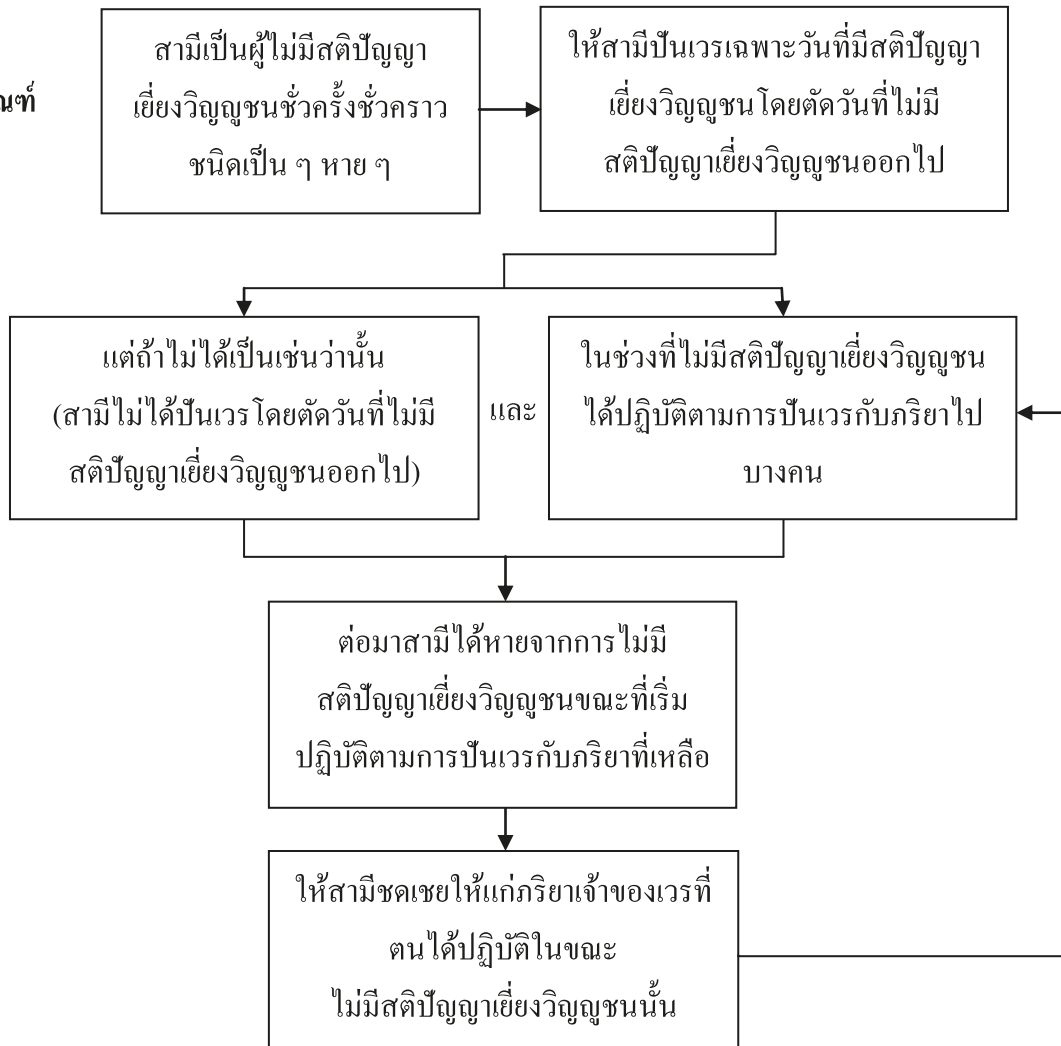 สามีเป็นผู้ไม่มีสติปัญญา
เยี่ยงวิญญูชนชั่วครั้งชั่วคราว
ชนิดเป็น ๆ หาย ๆ
ให้สามีปันเวรเฉพาะวันที่มีสติปัญญา
เยี่ยงวิญญูชน โดยตัดวันที่ไม่มี
สติปัญญาเยี่ยงวิญญูชนออกไป
แต่ถ้าไม่ได้เป็นเช่นว่านั้น
(สามีไม่ได้ปันเวร โดยตัดวันที่ไม่มี
สติปัญญาเยี่ยงวิญญูชนออกไป)
และ
ในช่วงที่ไม่มีสติปัญญาเยี่ยงวิญญูชน
ได้ปฏิบัติตามการปันเวรกับภริยาไป
บางคน
ต่อมาสามีได้หายจากการไม่มี
สติปัญญาเยี่ยงวิญญูชนขณะที่เริ่ม
ปฏิบัติตามการปันเวรกับภริยาที่เหลือ
ให้สามีชดเชยให้แก่ภริยาเจ้าของเวรที่
ตนได้ปฏิบัติในขณะ
ไม่มีสติปัญญาเยี่ยงวิญญูชนนั้น